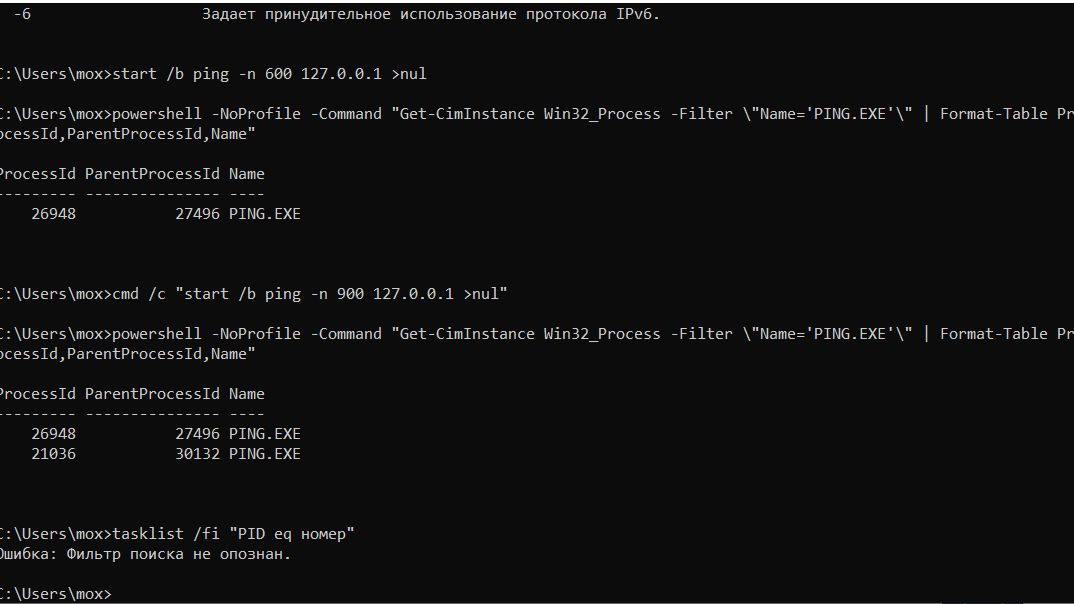 -6                   Задает принудительное использование протокола IPv6.
C:\Users\mox>start /b ping -n 600 127.0.0.1 >nul
C:\Users\mox>powershell -NoProfile -Command "Get-CimInstance Win32_Process -Filter \"Name='PING.EXE'\" | Format-Table Pr
ocessId,ParentProcessId,Name"
ProcessId ParentProcessId Name
--------- --------------- ----
    26948           27496 PING.EXE
C:\Users\mox>cmd /c "start /b ping -n 900 127.0.0.1 >nul"
C:\Users\mox>powershell -NoProfile -Command "Get-CimInstance Win32_Process -Filter \"Name='PING.EXE'\" | Format-Table Pr
ocessId,ParentProcessId,Name"
ProcessId ParentProcessId Name
--------- --------------- ----
    26948           27496 PING.EXE
    21036           30132 PING.EXE
C:\Users\mox>tasklist /fi "PID eq номер"
Ошибка: Фильтр поиска не опознан.
C:\Users\mox>